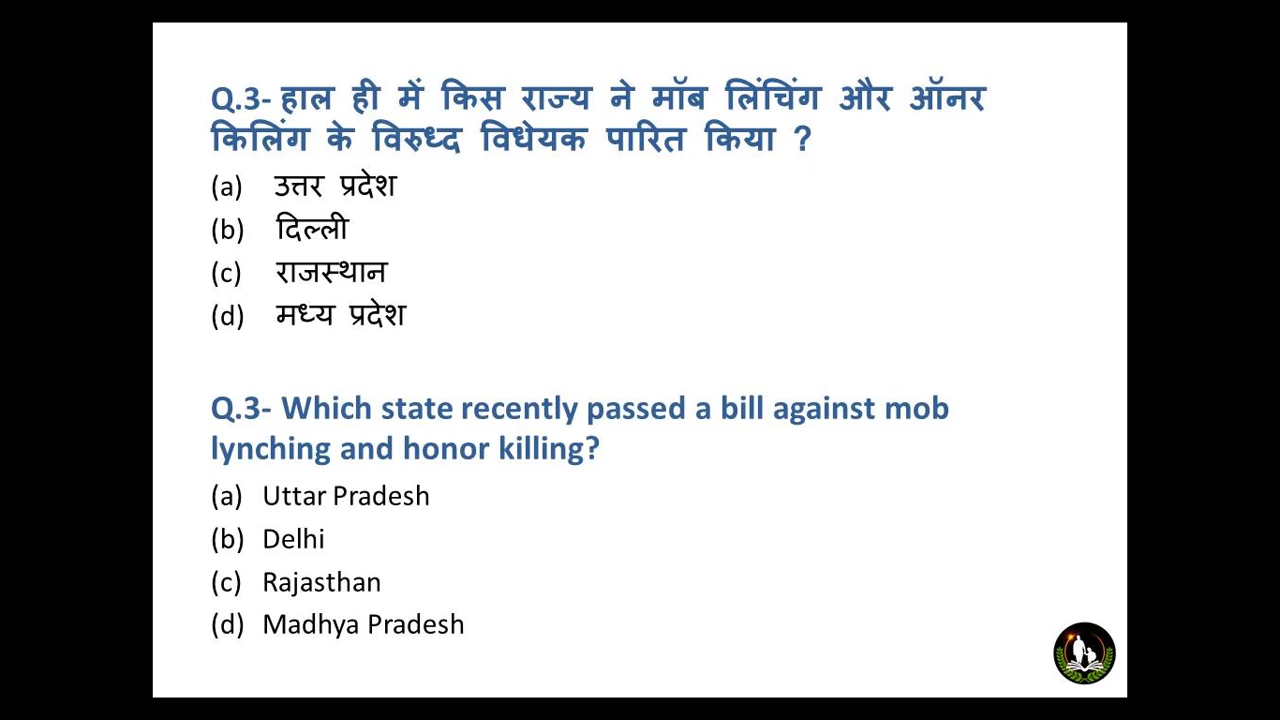 Q.3- हाल ही में किस राज्य ने मॉब लिंचिंग और ऑनर
किलिंग के विरुध्द विधेयक पारित किया ?
(a) उत्तर प्रदेश
(b) दिल्ली
(c) राजस्थान
(d) मध्य प्रदेश
Q.3- Which state recently passed a bill against mob
lynching and honor killing?
(a) Uttar Pradesh
(b) Delhi
(c) Rajasthan
(d) Madhya Pradesh